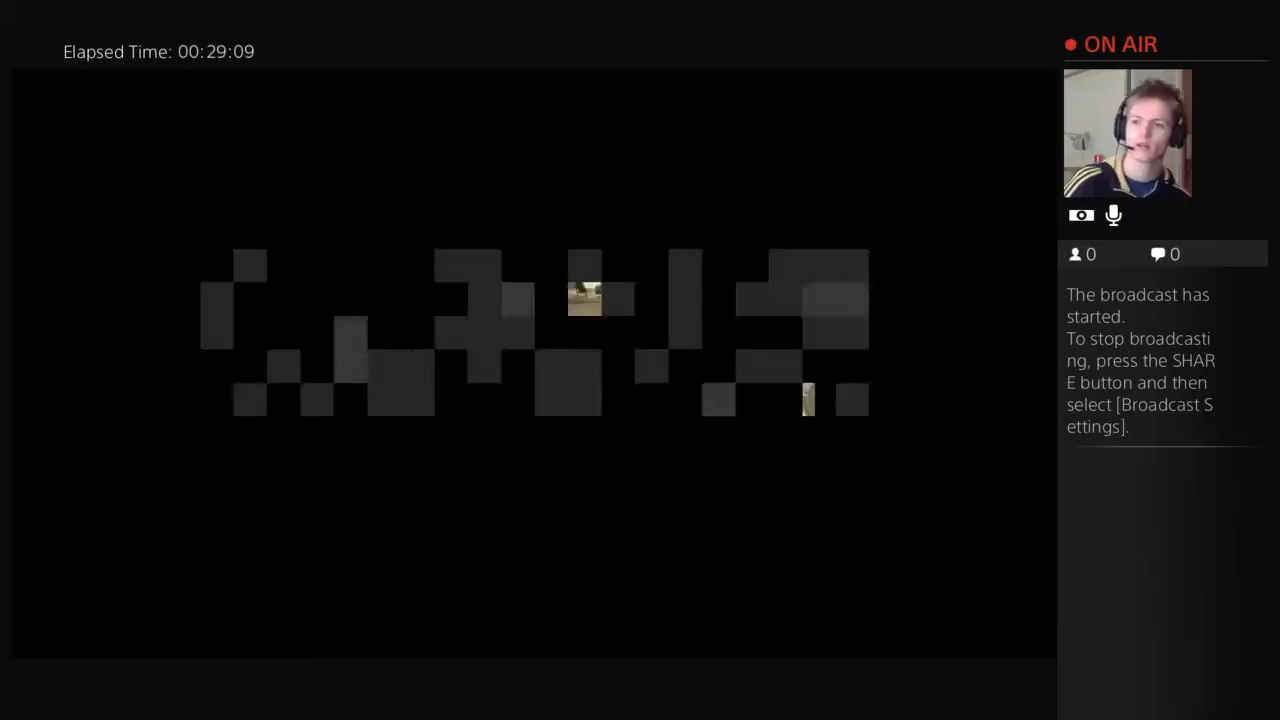 Elapsed Time: 00:29:09
ON AIR
0 0
The broadcast has
started.
To stop broadcasti
ng, press the SHAR
E button and then
select [Broadcast S
ettings].